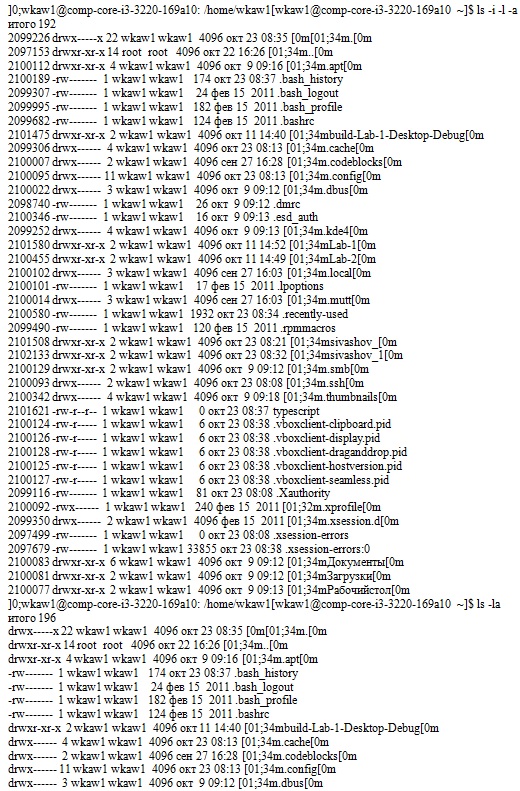 ]0;wkaw1@comp-core-i3-3220-169a10: /home/wkaw1[wkaw1@comp-core-i3-3220-169a10  ~]$ ls -i -l -a
итого 192
2099226 drwx-----x 22 wkaw1 wkaw1  4096 окт 23 08:35 [0m[01;34m.[0m
2097153 drwxr-xr-x 14 root  root   4096 окт 22 16:26 [01;34m..[0m
2100112 drwxr-xr-x  4 wkaw1 wkaw1  4096 окт  9 09:16 [01;34m.apt[0m
2100189 -rw-------  1 wkaw1 wkaw1   174 окт 23 08:37 .bash_history
2099307 -rw-------  1 wkaw1 wkaw1    24 фев 15  2011 .bash_logout
2099995 -rw-------  1 wkaw1 wkaw1   182 фев 15  2011 .bash_profile
2099682 -rw-------  1 wkaw1 wkaw1   124 фев 15  2011 .bashrc
2101475 drwxr-xr-x  2 wkaw1 wkaw1  4096 окт 11 14:40 [01;34mbuild-Lab-1-Desktop-Debug[0m
2099306 drwx------  4 wkaw1 wkaw1  4096 окт 23 08:13 [01;34m.cache[0m
2100007 drwx------  2 wkaw1 wkaw1  4096 сен 27 16:28 [01;34m.codeblocks[0m
2100095 drwx------ 11 wkaw1 wkaw1  4096 окт 23 08:13 [01;34m.config[0m
2100022 drwx------  3 wkaw1 wkaw1  4096 окт  9 09:12 [01;34m.dbus[0m
2098740 -rw-------  1 wkaw1 wkaw1    26 окт  9 09:12 .dmrc
2100346 -rw-------  1 wkaw1 wkaw1    16 окт  9 09:13 .esd_auth
2099252 drwx------  4 wkaw1 wkaw1  4096 окт  9 09:13 [01;34m.kde4[0m
2101580 drwxr-xr-x  2 wkaw1 wkaw1  4096 окт 11 14:52 [01;34mLab-1[0m
2100455 drwxr-xr-x  2 wkaw1 wkaw1  4096 окт 11 14:49 [01;34mLab-2[0m
2100102 drwx------  3 wkaw1 wkaw1  4096 сен 27 16:03 [01;34m.local[0m
2100101 -rw-------  1 wkaw1 wkaw1    17 фев 15  2011 .lpoptions
2100014 drwx------  3 wkaw1 wkaw1  4096 сен 27 16:03 [01;34m.mutt[0m
2100580 -rw-------  1 wkaw1 wkaw1  1932 окт 23 08:34 .recently-used
2099490 -rw-------  1 wkaw1 wkaw1   120 фев 15  2011 .rpmmacros
2101508 drwxr-xr-x  2 wkaw1 wkaw1  4096 окт 23 08:21 [01;34msivashov_[0m
2102133 drwxr-xr-x  2 wkaw1 wkaw1  4096 окт 23 08:32 [01;34msivashov_1[0m
2100129 drwxr-xr-x  2 wkaw1 wkaw1  4096 окт  9 09:12 [01;34m.smb[0m
2100093 drwx------  2 wkaw1 wkaw1  4096 окт 23 08:08 [01;34m.ssh[0m
2100342 drwx------  4 wkaw1 wkaw1  4096 окт  9 09:18 [01;34m.thumbnails[0m
2101621 -rw-r--r--  1 wkaw1 wkaw1     0 окт 23 08:37 typescript
2100124 -rw-r-----  1 wkaw1 wkaw1     6 окт 23 08:38 .vboxclient-clipboard.pid
2100126 -rw-r-----  1 wkaw1 wkaw1     6 окт 23 08:38 .vboxclient-display.pid
2100128 -rw-r-----  1 wkaw1 wkaw1     6 окт 23 08:38 .vboxclient-draganddrop.pid
2100125 -rw-r-----  1 wkaw1 wkaw1     6 окт 23 08:38 .vboxclient-hostversion.pid
2100127 -rw-r-----  1 wkaw1 wkaw1     6 окт 23 08:38 .vboxclient-seamless.pid
2099116 -rw-------  1 wkaw1 wkaw1    81 окт 23 08:08 .Xauthority
2100092 -rwx------  1 wkaw1 wkaw1   240 фев 15  2011 [01;32m.xprofile[0m
2099350 drwx------  2 wkaw1 wkaw1  4096 фев 15  2011 [01;34m.xsession.d[0m
2097499 -rw-------  1 wkaw1 wkaw1     0 окт 23 08:08 .xsession-errors
2097679 -rw-------  1 wkaw1 wkaw1 33855 окт 23 08:38 .xsession-errors:0
2100083 drwxr-xr-x  6 wkaw1 wkaw1  4096 окт  9 09:12 [01;34mДокументы[0m
2100081 drwxr-xr-x  2 wkaw1 wkaw1  4096 окт  9 09:12 [01;34mЗагрузки[0m
2100077 drwxr-xr-x  2 wkaw1 wkaw1  4096 окт  9 09:13 [01;34mРабочийстол[0m
]0;wkaw1@comp-core-i3-3220-169a10: /home/wkaw1[wkaw1@comp-core-i3-3220-169a10  ~]$ ls -la
итого 196
drwx-----x 22 wkaw1 wkaw1  4096 окт 23 08:35 [0m[01;34m.[0m
drwxr-xr-x 14 root  root   4096 окт 22 16:26 [01;34m..[0m
drwxr-xr-x  4 wkaw1 wkaw1  4096 окт  9 09:16 [01;34m.apt[0m
-rw-------  1 wkaw1 wkaw1   174 окт 23 08:37 .bash_history
-rw-------  1 wkaw1 wkaw1    24 фев 15  2011 .bash_logout
-rw-------  1 wkaw1 wkaw1   182 фев 15  2011 .bash_profile
-rw-------  1 wkaw1 wkaw1   124 фев 15  2011 .bashrc
drwxr-xr-x  2 wkaw1 wkaw1  4096 окт 11 14:40 [01;34mbuild-Lab-1-Desktop-Debug[0m
drwx------  4 wkaw1 wkaw1  4096 окт 23 08:13 [01;34m.cache[0m
drwx------  2 wkaw1 wkaw1  4096 сен 27 16:28 [01;34m.codeblocks[0m
drwx------ 11 wkaw1 wkaw1  4096 окт 23 08:13 [01;34m.config[0m
drwx------  3 wkaw1 wkaw1  4096 окт  9 09:12 [01;34m.dbus[0m